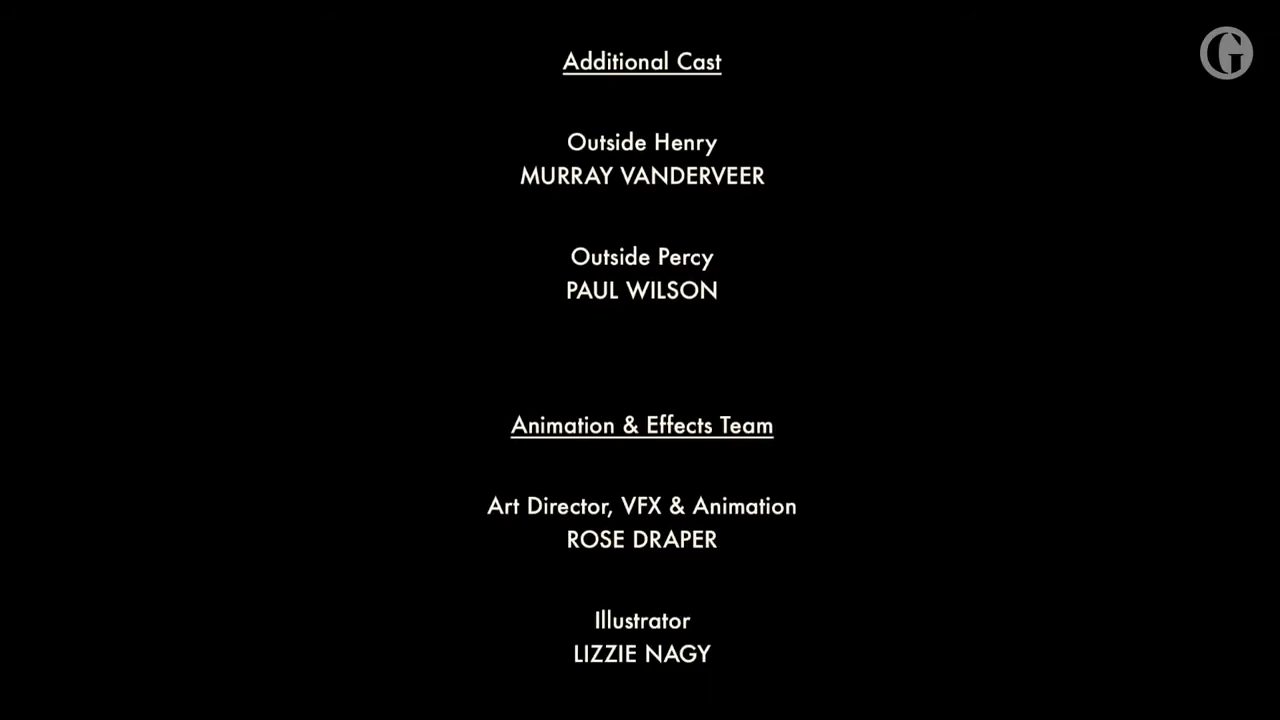 Additional Cast
Outside Henry
MURRAY VANDERVEER
Outside Percy
PAUL WILSON
Animation & Effects Team
Art Director, VFX & Animation
ROSE DRAPER
Illustrator
LIZZIE NAGY
G